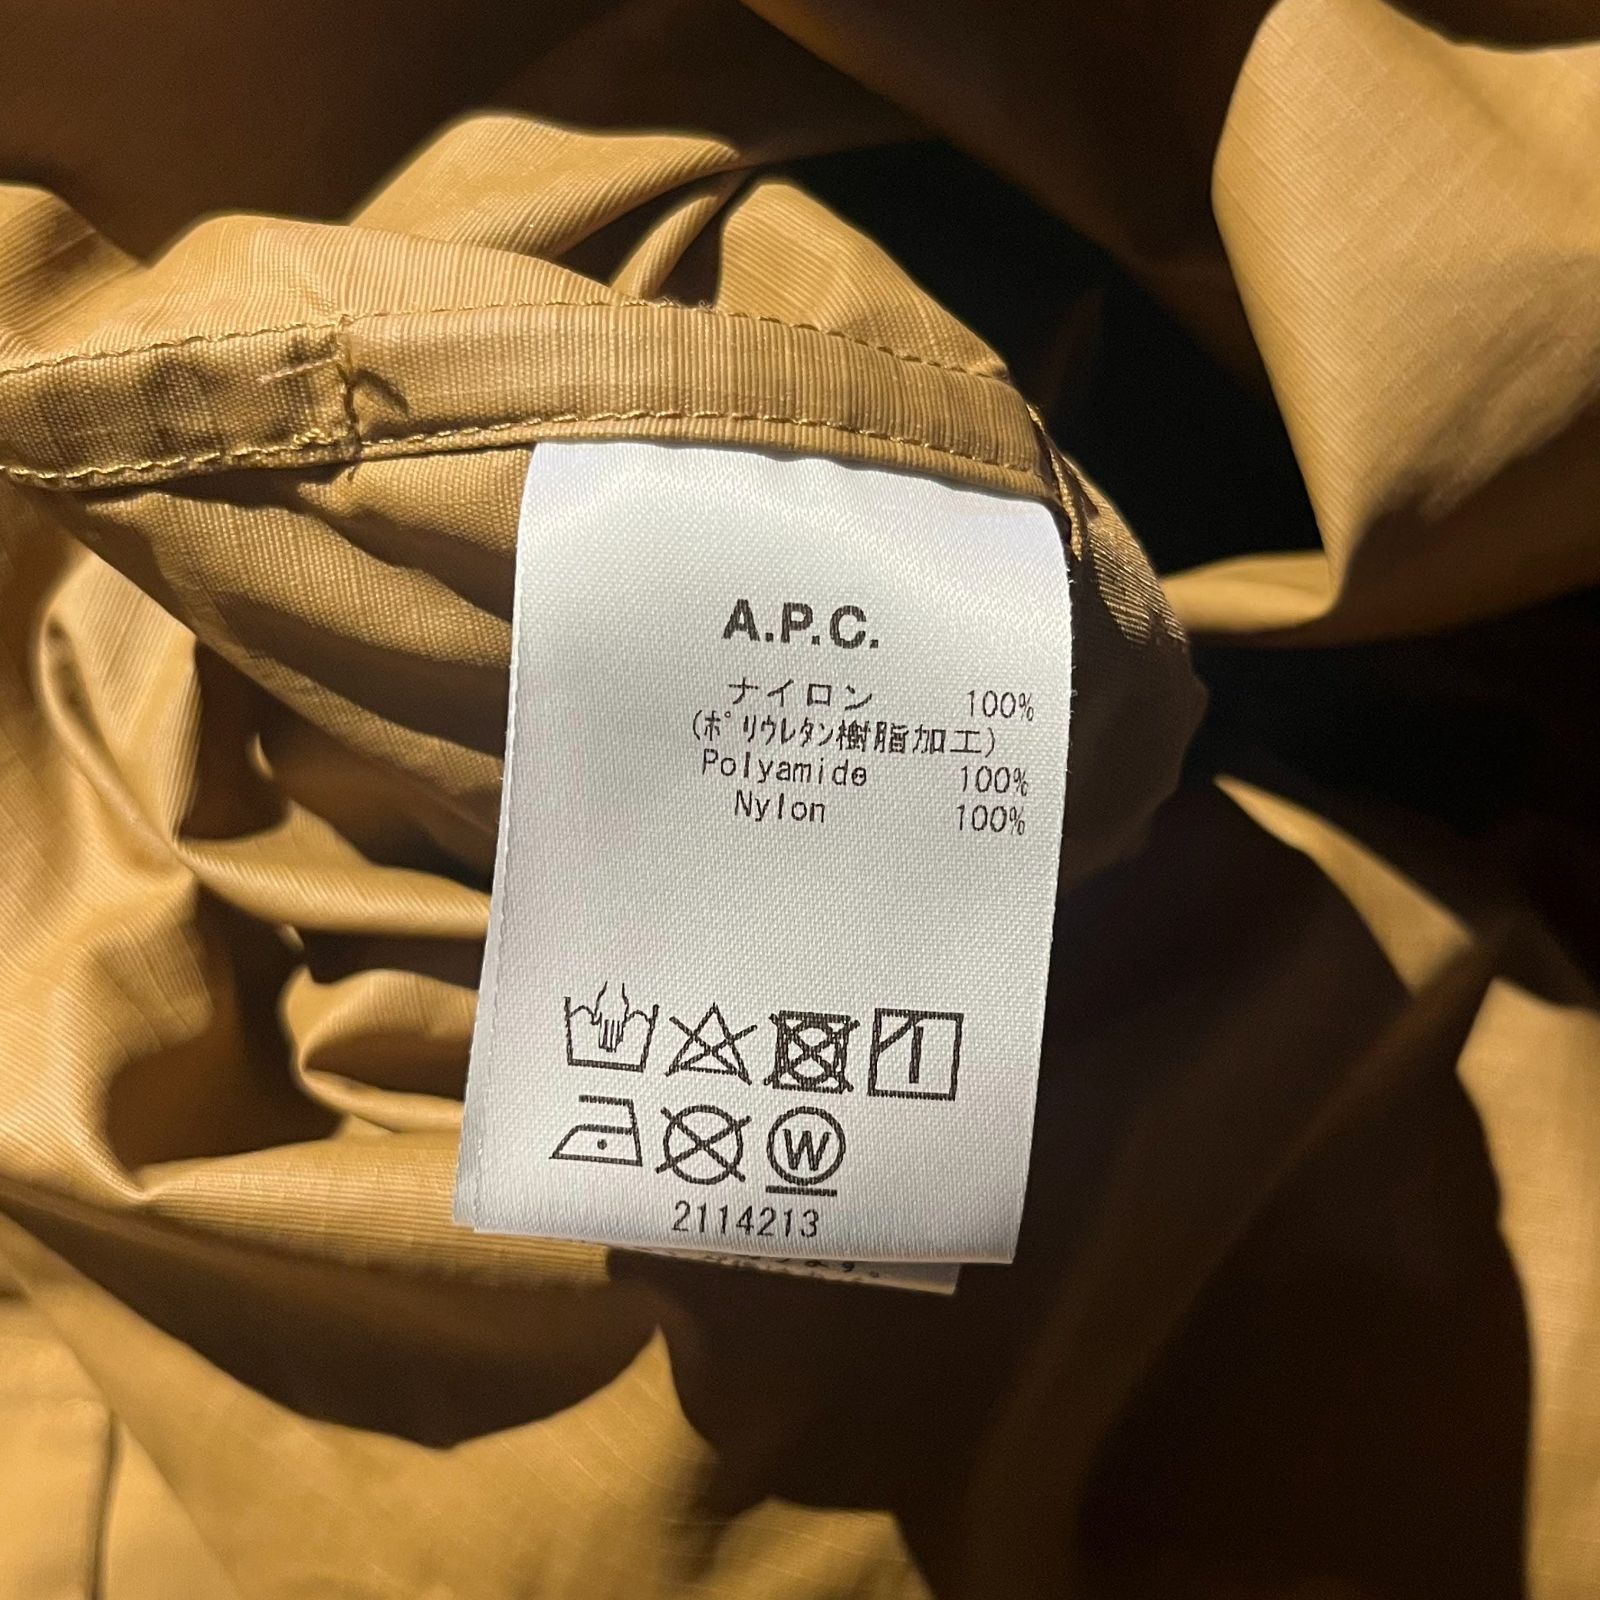 A.P.C.
ナイロン 100%
(ポリウレタン樹脂加工)
Polyamide 100%
Nylon 100%
W
2114213